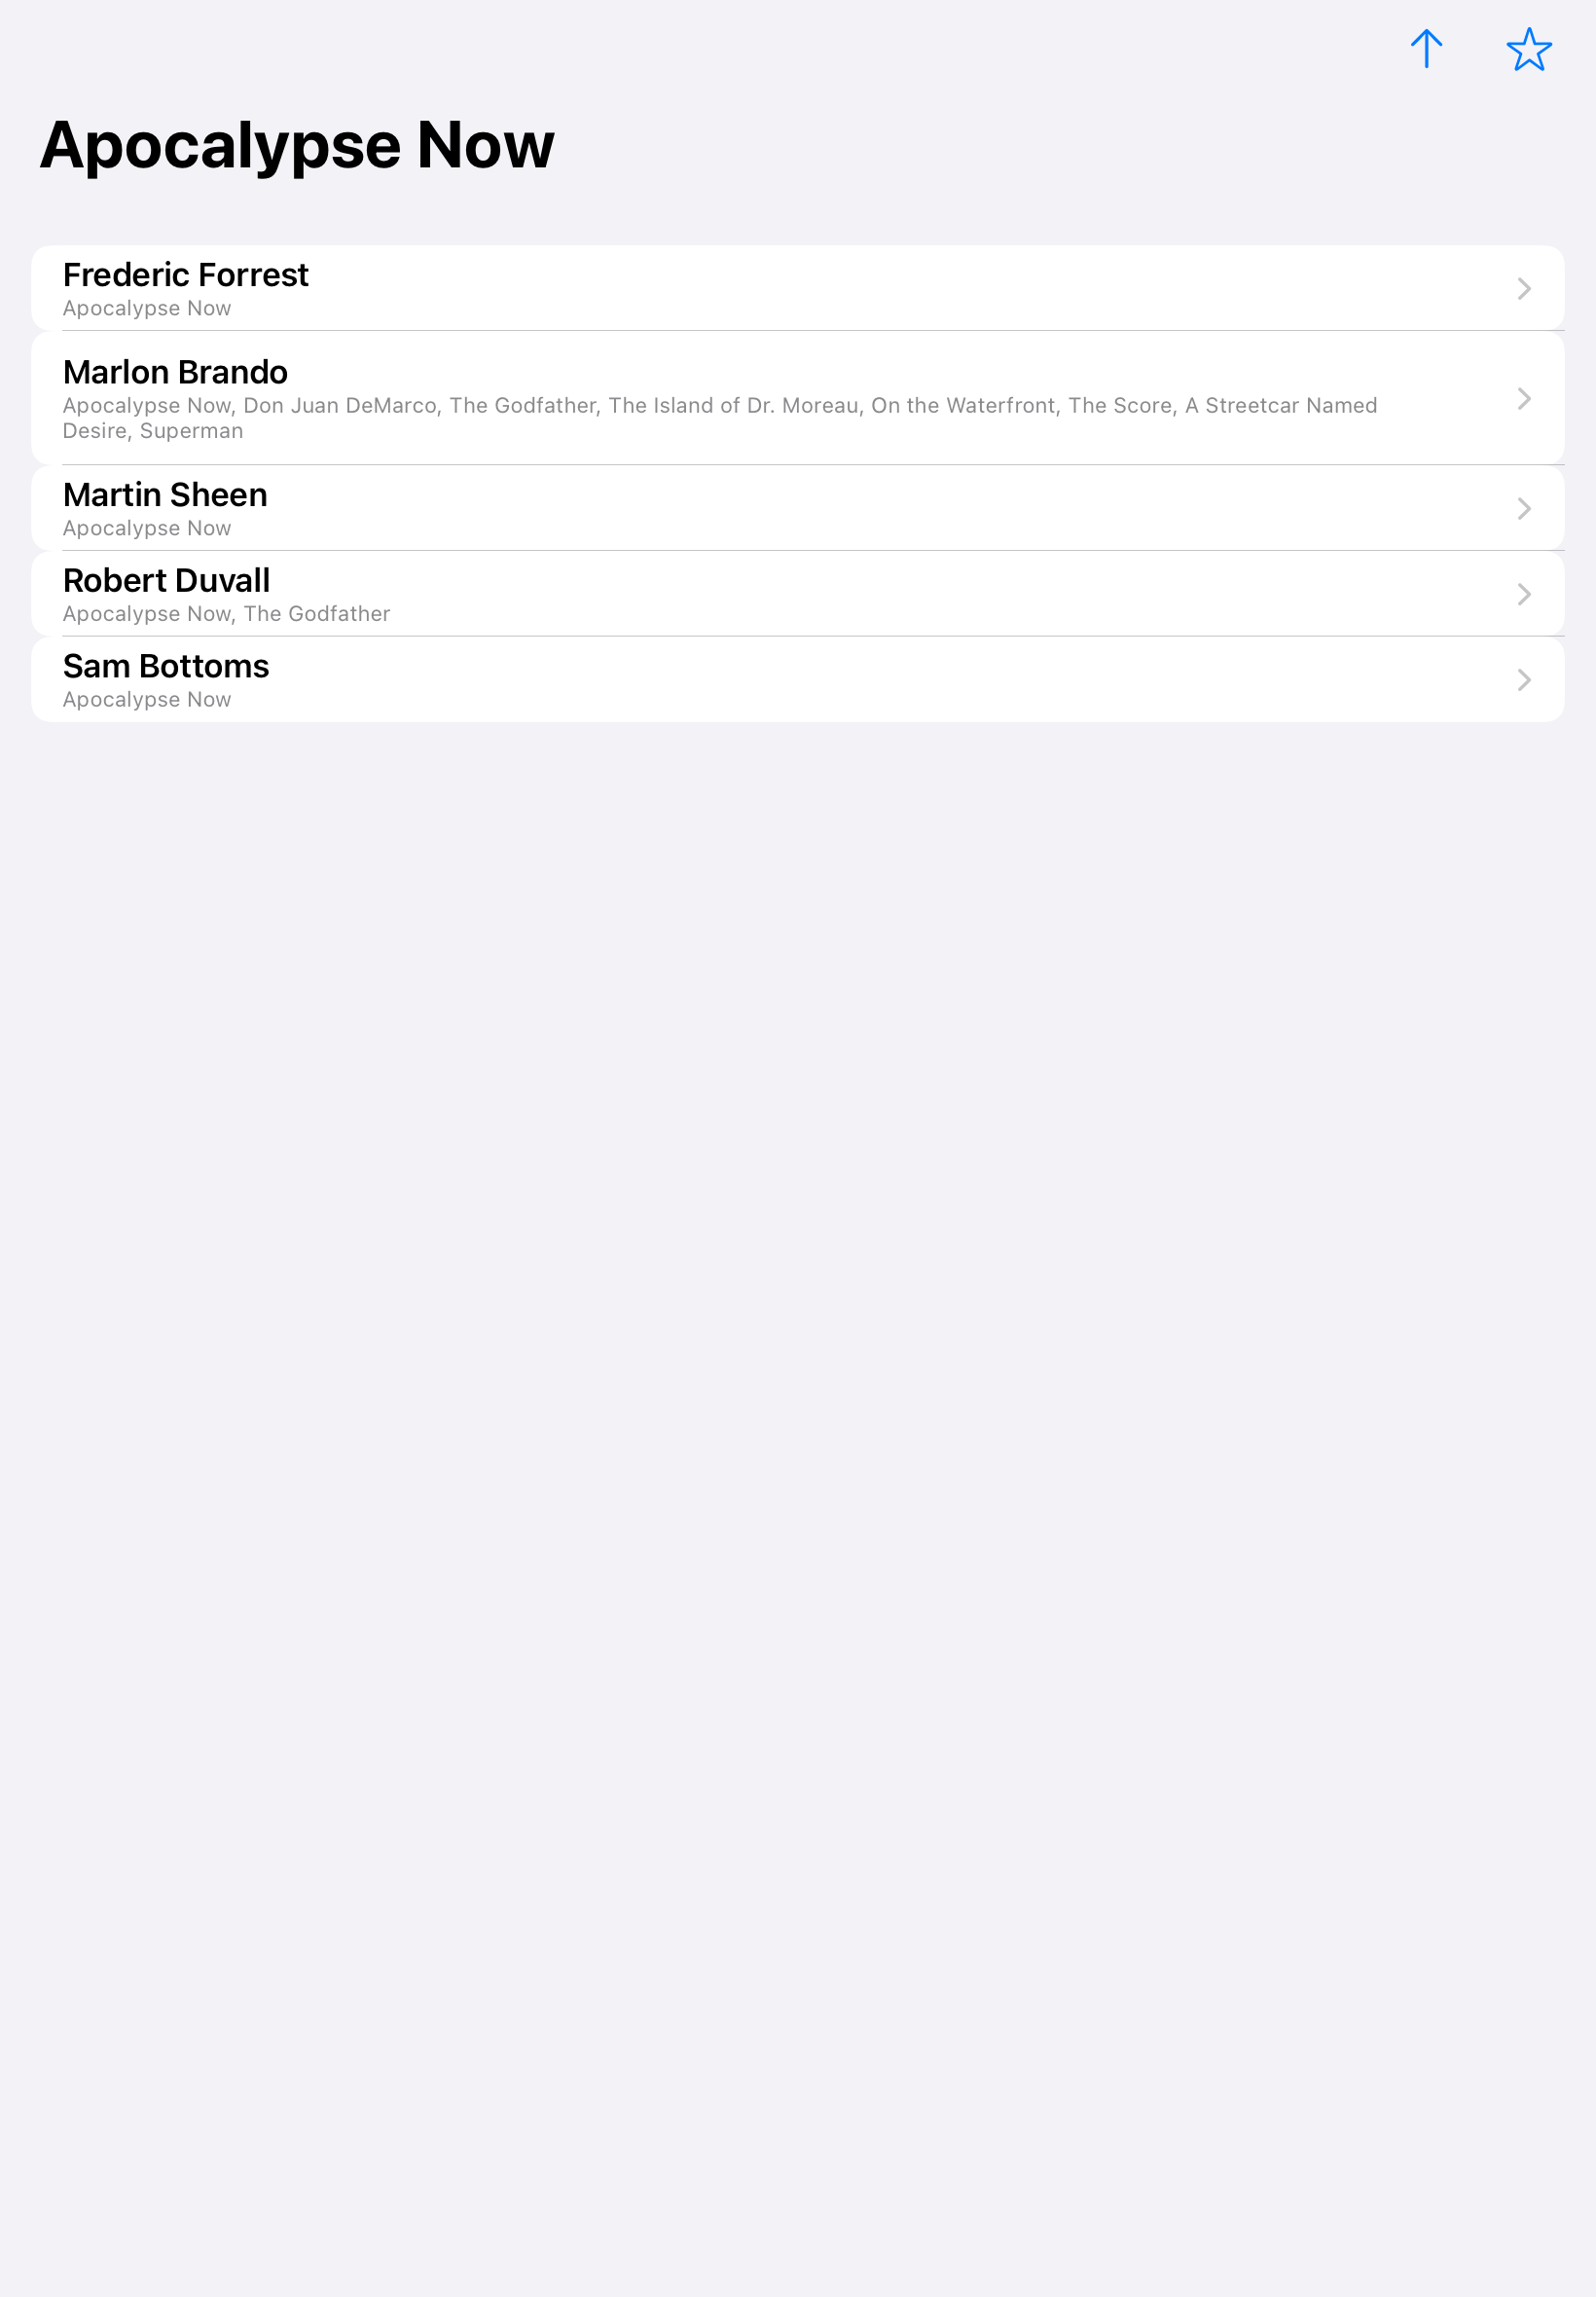 Apocalypse Now
Frederic Forrest
Apocalypse Now
Marlon Brando
Apocalypse Now, Don Juan DeMarco, The Godfather, The Island of Dr. Moreau, On the Waterfront, The Score, A Streetcar Named
Desire, Superman
Martin Sheen
Apocalypse Now
Robert Duvall
Apocalypse Now, The Godfather
Sam Bottoms
Apocalypse Now